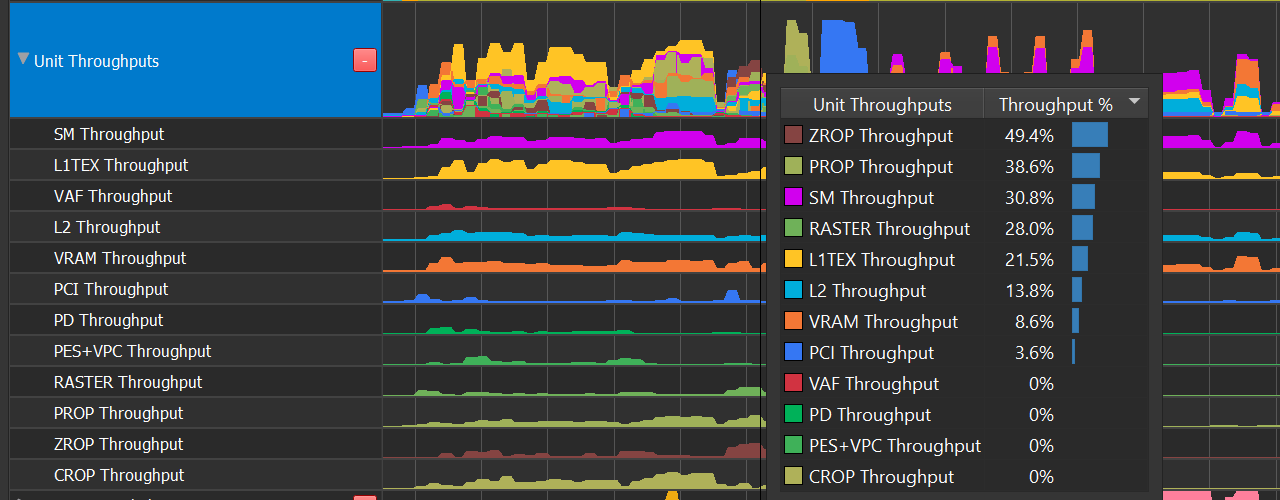 Unit Throughputs
-
SM Throughput
L1TEX Throughput
VAF Throughput
L2 Throughput
VRAM Throughput
PCI Throughput
PD Throughput
PES+VPC Throughput
RASTER Throughput
PROP Throughput
ZROP Throughput
CROP Throughput
Unit Throughputs Throughput %
ZROP Throughput 49.4%
PROP Throughput 38.6%
SM Throughput 30.8%
RASTER Throughput 28.0%
L1TEX Throughput 21.5%
L2 Throughput 13.8%
VRAM Throughput 8.6%
PCI Throughput 3.6%
VAF Throughput 0%
PD Throughput 0%
PES+VPC Throughput 0%
CROP Throughput 0%